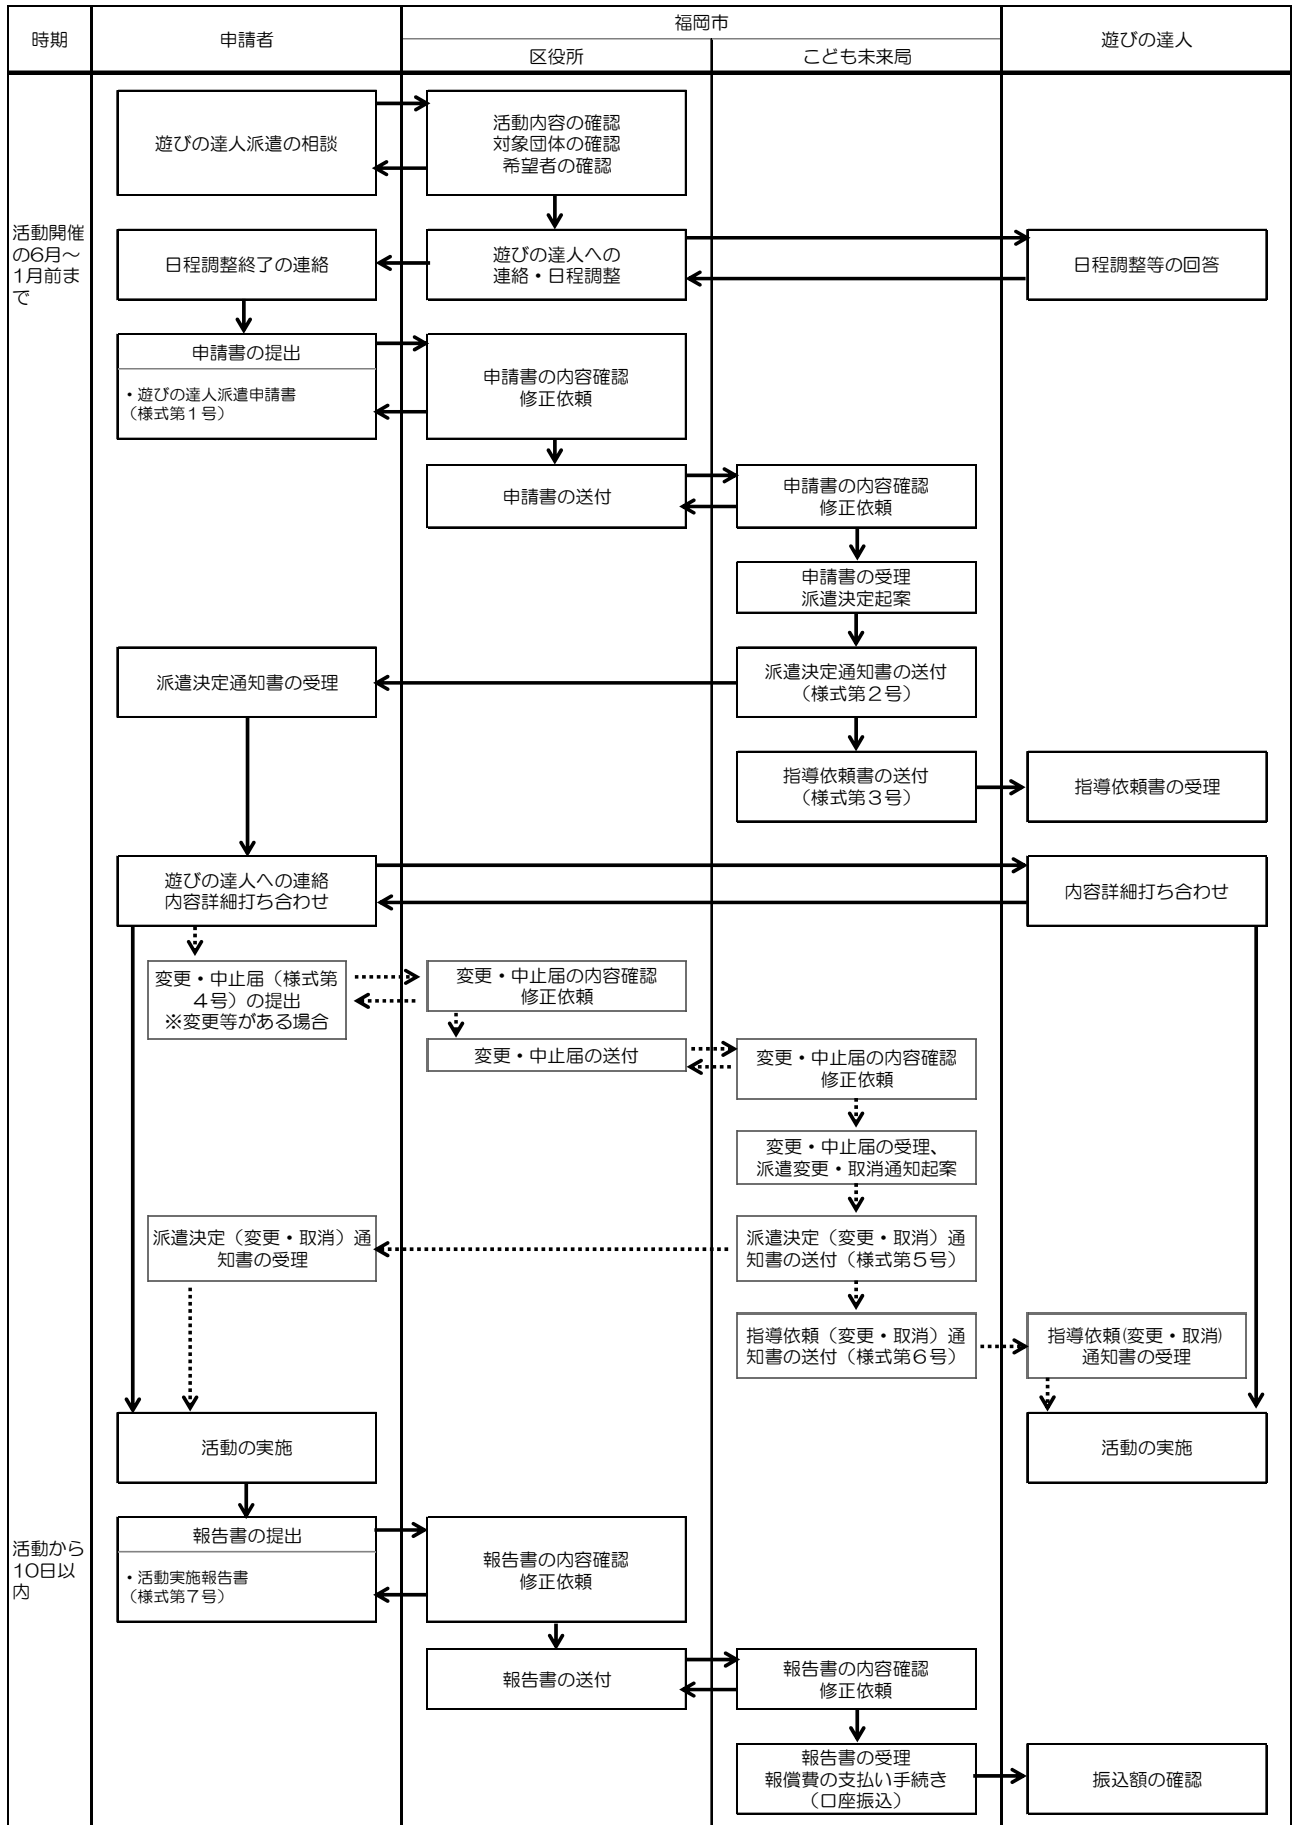 時期
申請者
福岡市
区役所
こども未来局
遊びの達人
遊びの達人派遣の相談
活動内容の確認
対象団体の確認
希望者の確認
活動開催
の6月～
1月前ま
で
日程調整終了の連絡
遊びの達人への
連絡・日程調整
日程調整等の回答
申請書の提出
・遊びの達人派遣申請書
（様式第１号）
申請書の内容確認
修正依頼
申請書の送付
申請書の内容確認
修正依頼
申請書の受理
派遣決定起案
派遣決定通知書の受理
派遣決定通知書の送付
（様式第２号）
指導依頼書の送付
（様式第３号）
指導依頼書の受理
遊びの達人への連絡
内容詳細打ち合わせ
内容詳細打ち合わせ
変更・中止届（様式第
４号）の提出
※変更等がある場合
変更・中止届の内容確認
修正依頼
変更・中止届の送付
変更・中止届の内容確認
修正依頼
変更・中止届の受理、
派遣変更・取消通知起案
派遣決定（変更・取消）通
知書の受理
派遣決定（変更・取消）通
知書の送付（様式第５号）
指導依頼（変更・取消）通
知書の送付（様式第６号）
指導依頼(変更・取消)
通知書の受理
活動の実施
活動の実施
活動から
10日以
内
報告書の提出
・活動実施報告書
（様式第７号）
報告書の内容確認
修正依頼
報告書の送付
報告書の内容確認
修正依頼
報告書の受理
報償費の支払い手続き
（口座振込）
振込額の確認